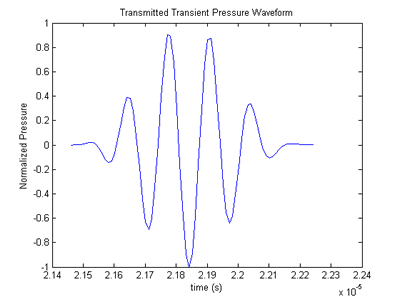 Transmitted Transient Pressure Waveform
Normalized Pressure
1
0.8
0.6
0.4
0.2
0
-0.2
-0.4
-0.6
-0.8
-1
2.14 2.15 2.16 2.17 2.18 2.19 2.2 2.21 2.22 2.23 2.24
time (s)
x 10⁻⁵